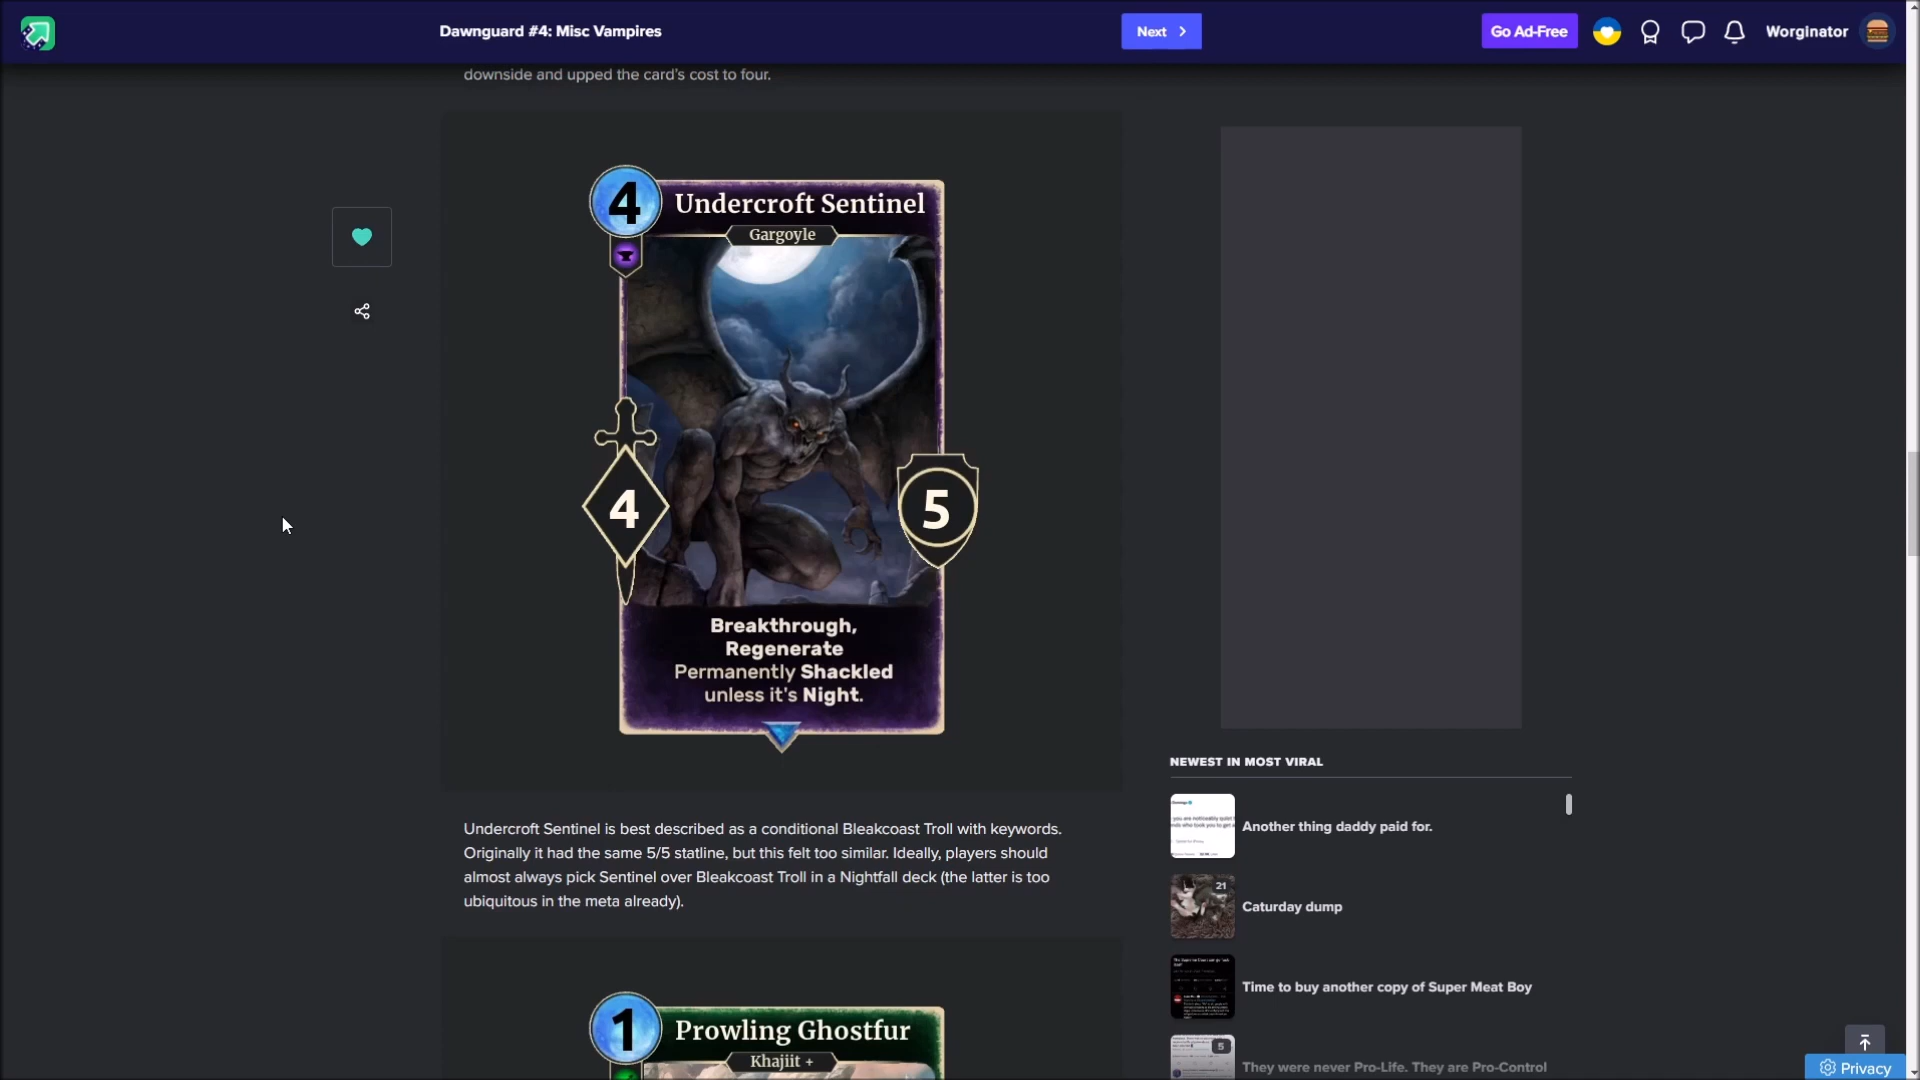 Dawnguard #4: Misc Vampires
Next
Go Ad-Free
Worginator
downside and upped the card's cost to four.
4
Undercroft Sentinel
Gargoyle
4
5
Breakthrough,
Regenerate
Permanently Shackled
unless it's Night.
Undercroft Sentinel is best described as a conditional Bleakcoast Troll with keywords.
Originally it had the same 5/5 statline, but this felt too similar. Ideally, players should
almost always pick Sentinel over Bleakcoast Troll in a Nightfall deck (the latter is too
ubiquitous in the meta already).
1
Prowling Ghostfur
Khajiit +
NEWEST IN MOST VIRAL
Another thing daddy paid for.
21
Caturday dump
Time to buy another copy of Super Meat Boy
5
They were never Pro-Life. They are Pro-Control
Privacy